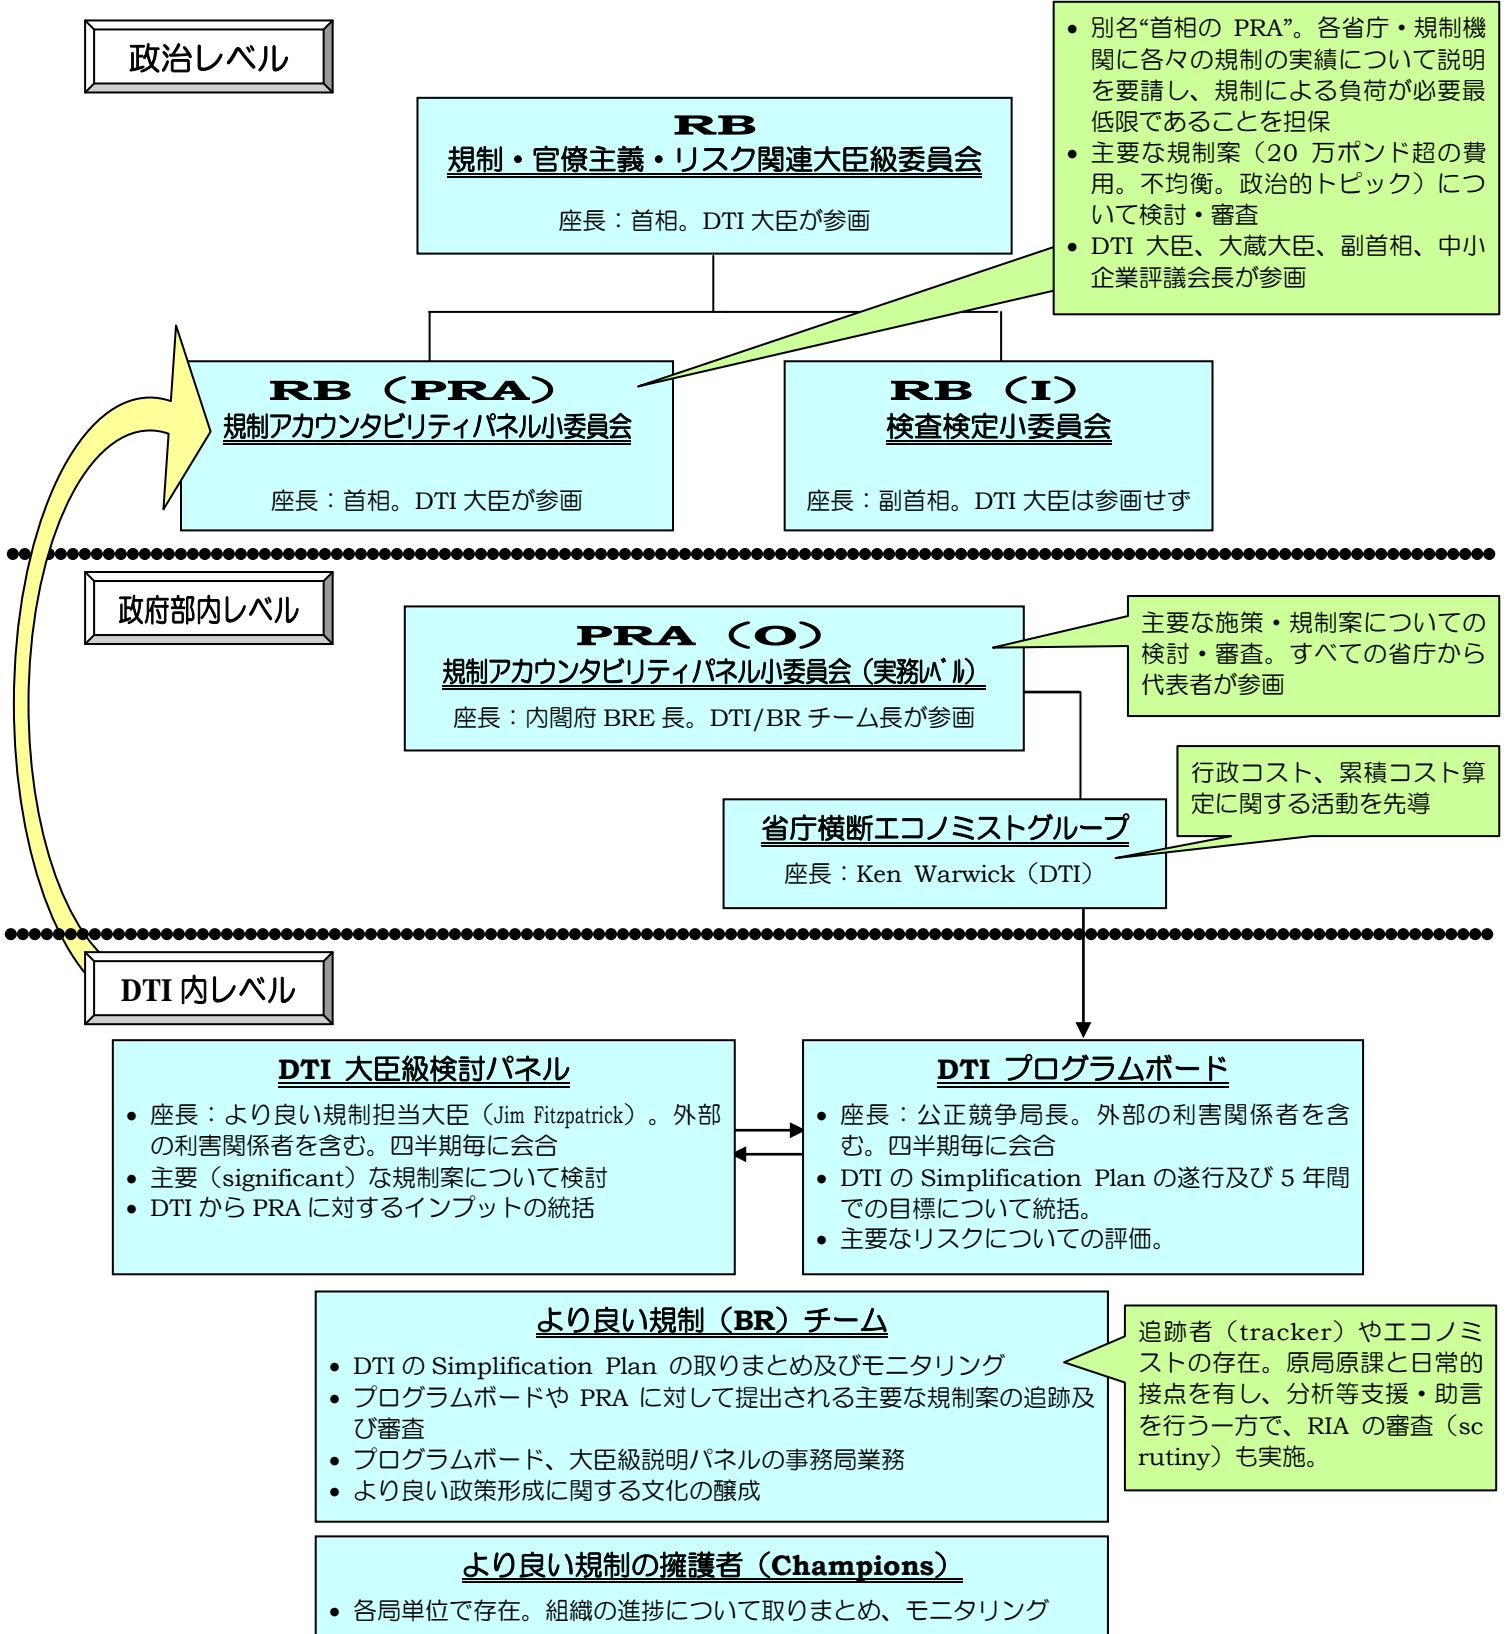 政治レベル
RB
規制・官僚主義・リスク関連大臣級委員会
座長：首相。DTI 大臣が参画
• 別名“首相の PRA”。各省庁・規制機
関に各々の規制の実績について説明
を要請し、規制による負荷が必要最
低限であることを担保
• 主要な規制案（20 万ポンド超の費
用。不均衡。政治的トピック）につ
いて検討・審査
• DTI 大臣、大蔵大臣、副首相、中小
企業評議会長が参画
RB（PRA）
規制アカウンタビリティパネル小委員会
座長：首相。DTI 大臣が参画
RB（I）
検査検定小委員会
座長：副首相。DTI 大臣は参画せず
政府部内レベル
PRA（O）
規制アカウンタビリティパネル小委員会（実務ﾚﾍﾞﾙ）
座長：内閣府 BRE 長。DTI/BR チーム長が参画
主要な施策・規制案についての
検討・審査。すべての省庁から
代表者が参画
省庁横断エコノミストグループ
座長：Ken Warwick（DTI）
行政コスト、累積コスト算
定に関する活動を先導
DTI 内レベル
DTI 大臣級検討パネル
• 座長：より良い規制担当大臣（Jim Fitzpatrick）。外部
の利害関係者を含む。四半期毎に会合
• 主要（significant）な規制案について検討
• DTI から PRA に対するインプットの統括
DTI プログラムボード
• 座長：公正競争局長。外部の利害関係者を含
む。四半期毎に会合
• DTI の Simplification Plan の遂行及び 5 年間
での目標について統括。
• 主要なリスクについての評価。
より良い規制（BR）チーム
• DTI の Simplification Plan の取りまとめ及びモニタリング
• プログラムボードや PRA に対して提出される主要な規制案の追跡及
び審査
• プログラムボード、大臣級説明パネルの事務局業務
• より良い政策形成に関する文化の醸成
追跡者（tracker）やエコノミ
ストの存在。原局原課と日常的
接点を有し、分析等支援・助言
を行う一方で、RIA の審査（sc
rutiny）も実施。
より良い規制の擁護者（Champions）
• 各局単位で存在。組織の進捗について取りまとめ、モニタリング